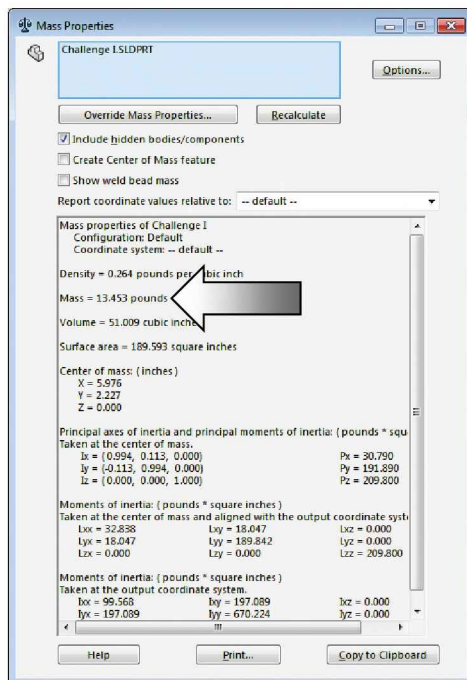 Mass Properties
Challenge I.SLDPRT
Options...
Override Mass Properties...
Recalculate
Include hidden bodies/components
Create Center of Mass feature
Show weld bead mass
Report coordinate values relative to: -- default --
Mass properties of Challenge I
Configuration: Default
Coordinate system: -- default --
Density = 0.264 pounds per cubic inch
Mass = 13.453 pounds
Volume = 51.009 cubic inche
Surface area = 189.593 square inches
Center of mass: ( inches )
X = 5.976
Y = 2.227
Z = 0.000
Principal axes of inertia and principal moments of inertia: ( pounds * squ
Taken at the center of mass.
Ix = (0.994, 0.113, 0.000) Px = 30.790
Iy = (-0.113, 0.994, 0.000) Py = 191.890
Iz = (0.000, 0.000, 1.000) Pz = 209.800
Moments of inertia: ( pounds * square inches )
Taken at the center of mass and aligned with the output coordinate syste
Lxx = 32.838 Lxy = 18.047 Lxz = 0.000
Lyx = 18.047 Lyy = 189.842 Lyz = 0.000
Lzx = 0.000 Lzy = 0.000 Lzz = 209.800
Moments of inertia: ( pounds * square inches )
Taken at the output coordinate system.
Ixx = 99.568 Ixy = 197.089 Ixz = 0.000
Iyx = 197.089 Iyy = 670.224 Iyz = 0.000
Help
Print...
Copy to Clipboard